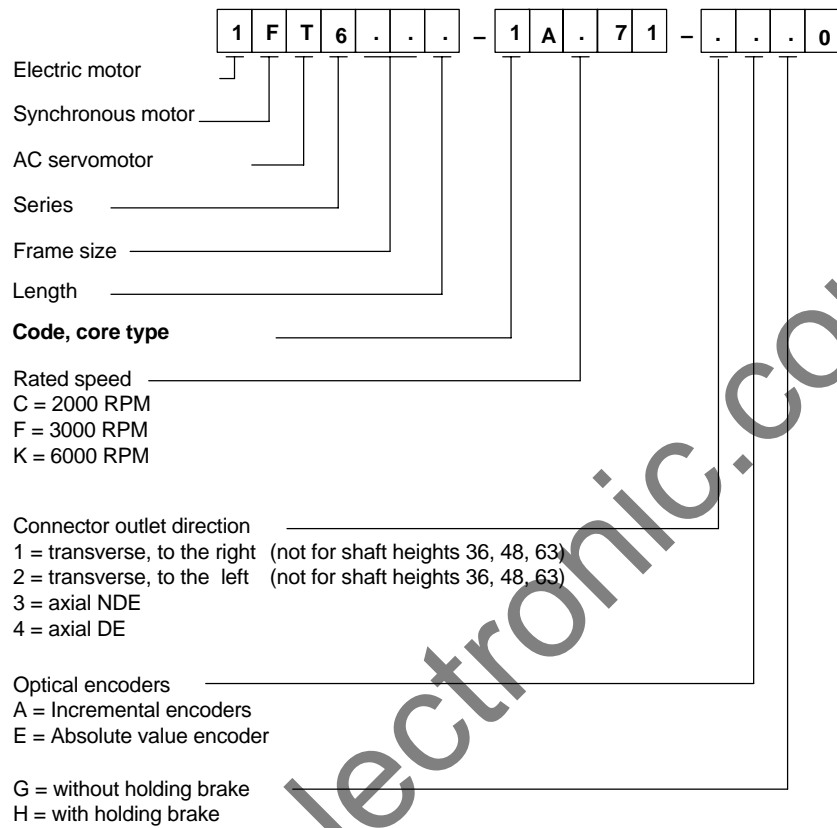 1 F T 6 . . . – 1 A . 7 1 – . . . 0
Electric motor
Synchronous motor
AC servomotor
Series
Frame size
Length
Code, core type
Rated speed
C = 2000 RPM
F = 3000 RPM
K = 6000 RPM
Connector outlet direction
1 = transverse, to the right (not for shaft heights 36, 48, 63)
2 = transverse, to the left (not for shaft heights 36, 48, 63)
3 = axial NDE
4 = axial DE
Optical encoders
A = Incremental encoders
E = Absolute value encoder
G = without holding brake
H = with holding brake
lectronic.co